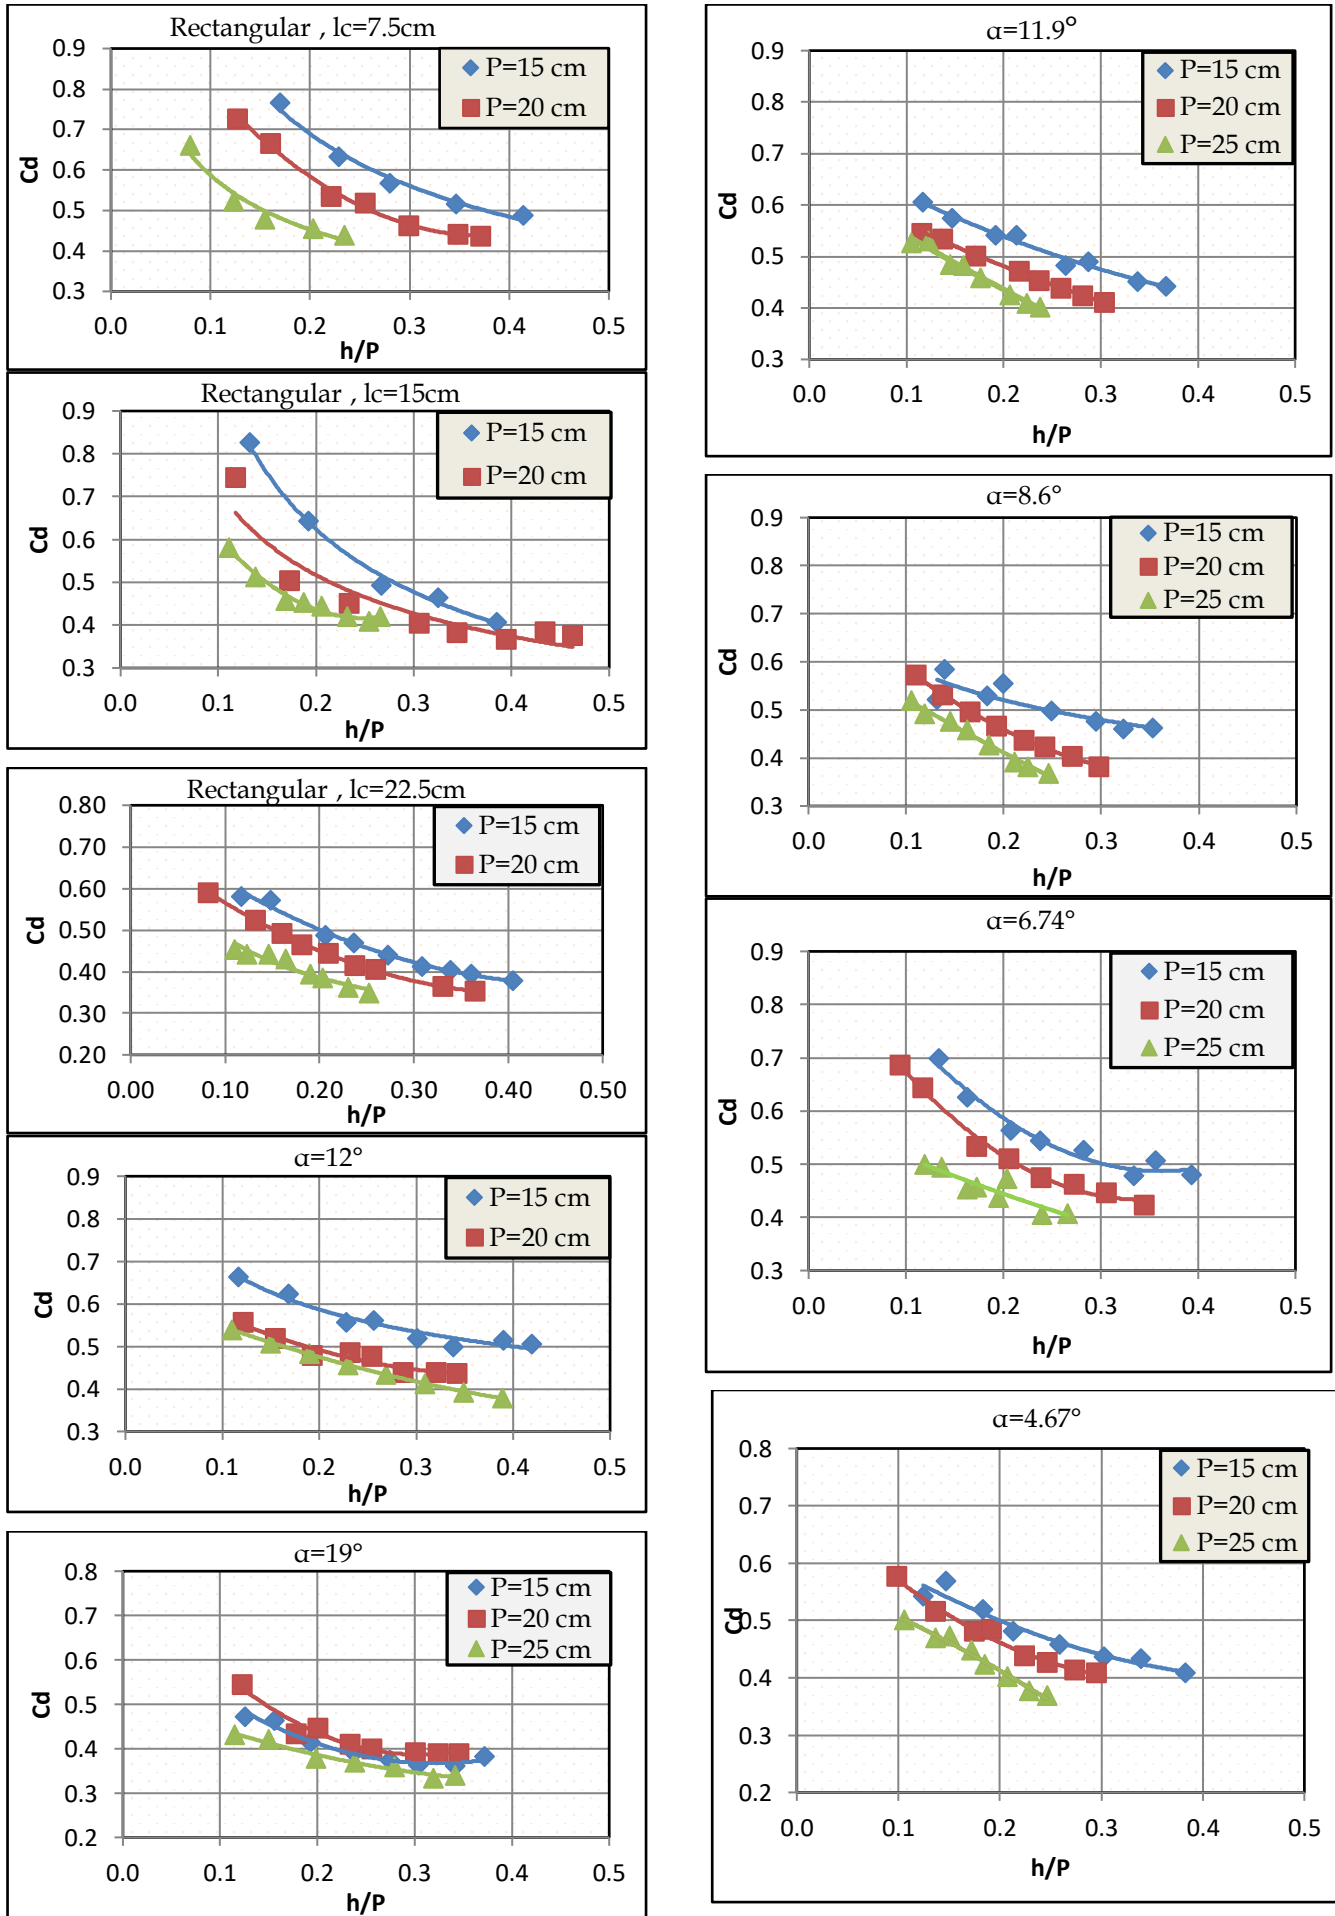 Rectangular , lc=7.5cm
0.9
0.8
0.7
0.6
0.5
0.4
0.3
Cd
P=15 cm
P=20 cm
0.0 0.1 0.2 0.3 0.4 0.5
h/P
Rectangular , lc=15cm
0.9
0.8
0.7
0.6
0.5
0.4
0.3
Cd
P=15 cm
P=20 cm
0.0 0.1 0.2 0.3 0.4 0.5
h/P
Rectangular , lc=22.5cm
0.80
0.70
0.60
0.50
0.40
0.30
0.20
Cd
P=15 cm
P=20 cm
0.00 0.10 0.20 0.30 0.40 0.50
h/P
α=12°
0.9
0.8
0.7
0.6
0.5
0.4
0.3
Cd
P=15 cm
P=20 cm
0.0 0.1 0.2 0.3 0.4 0.5
h/P
α=19°
0.8
0.7
0.6
0.5
0.4
0.3
0.2
Cd
P=15 cm
P=20 cm
P=25 cm
0.0 0.1 0.2 0.3 0.4 0.5
h/P
α=11.9°
0.9
0.8
0.7
0.6
0.5
0.4
0.3
Cd
P=15 cm
P=20 cm
P=25 cm
0.0 0.1 0.2 0.3 0.4 0.5
h/P
α=8.6°
0.9
0.8
0.7
0.6
0.5
0.4
0.3
Cd
P=15 cm
P=20 cm
P=25 cm
0.0 0.1 0.2 0.3 0.4 0.5
h/P
α=6.74°
0.9
0.8
0.7
0.6
0.5
0.4
0.3
Cd
P=15 cm
P=20 cm
P=25 cm
0.0 0.1 0.2 0.3 0.4 0.5
h/P
α=4.67°
0.8
0.7
0.6
0.5
0.4
0.3
0.2
Cd
P=15 cm
P=20 cm
P=25 cm
0.0 0.1 0.2 0.3 0.4 0.5
h/P